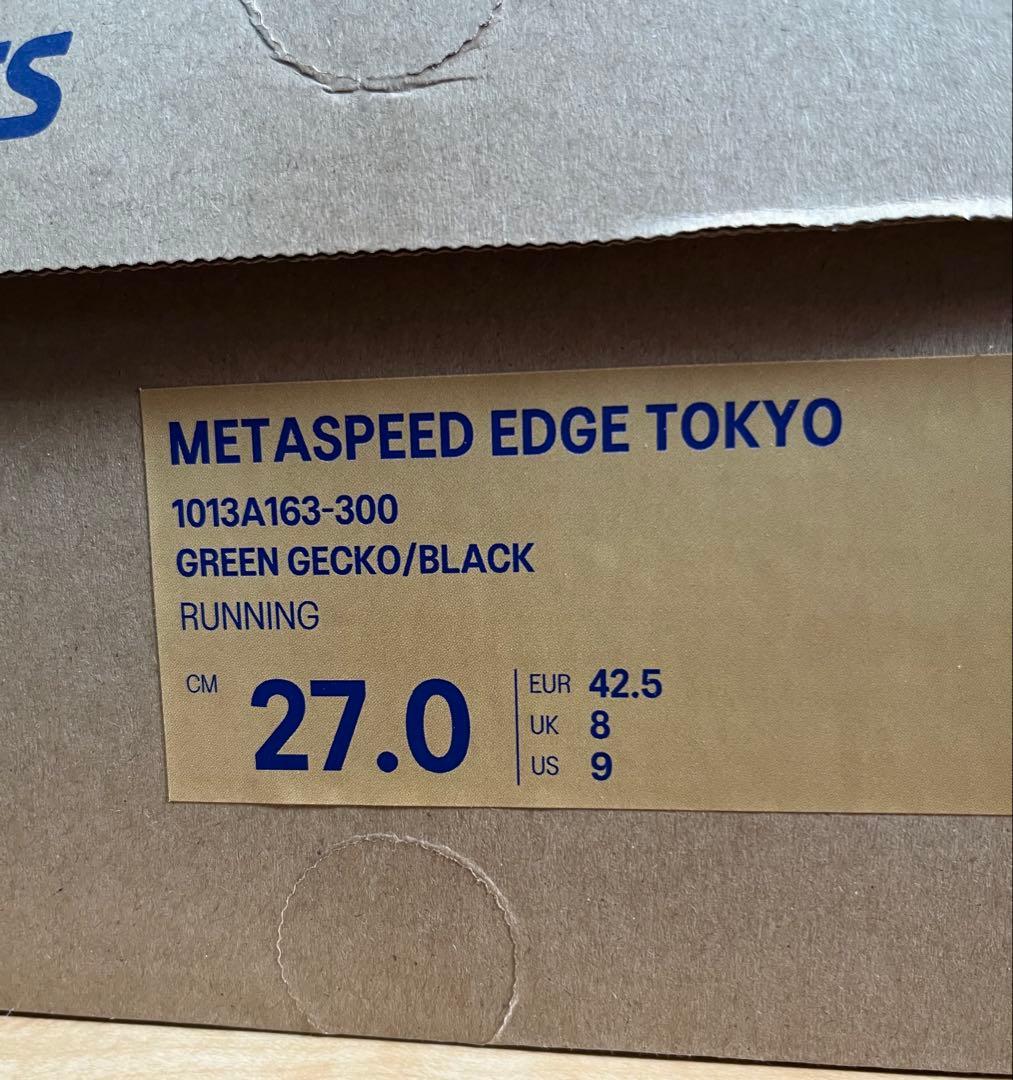 METASPEED EDGE TOKYO
1013A163-300
GREEN GECKO/BLACK
RUNNING
CM 27.0
EUR 42.5
UK 8
US 9